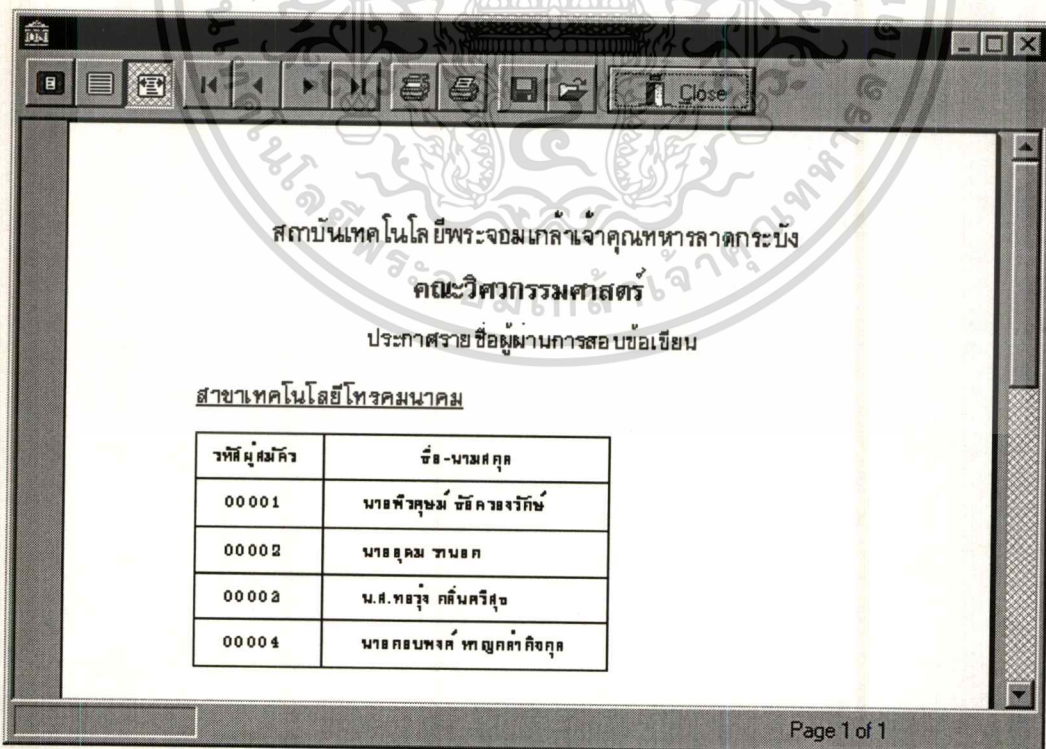 Close
สถาบันเทคโนโลยีพระจอมเกล้าเจ้าคุณทหารลาดกระบัง
คณะวิศวกรรมศาสตร์
ประกาศรายชื่อผู้ผ่านการสอบข้อเขียน
สาขาเทคโนโลยีโทรคมนาคม
รหัสผู้สมัคร ชื่อ-นามสกุล
00001 นาย
00002 นายอุดม
00003 น.ส.
00004 นาย
Page 1 of 1